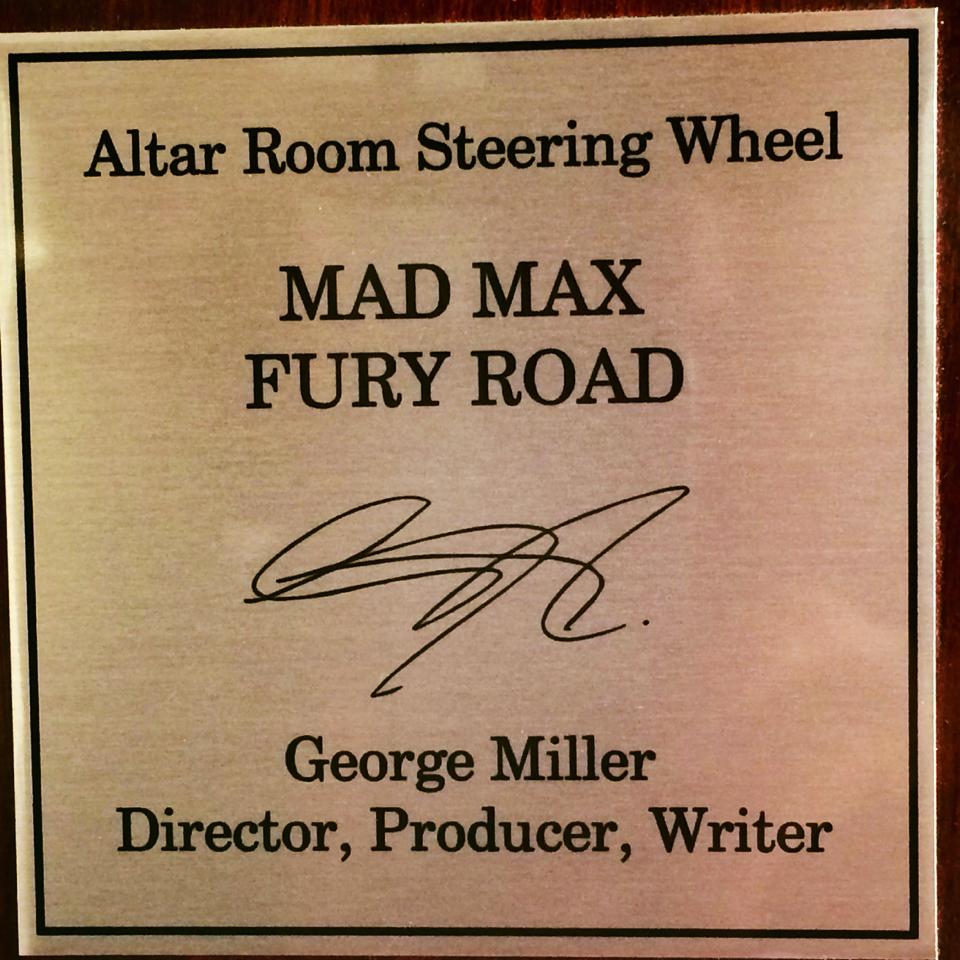 Altar Room Steering Wheel
MAD MAX
FURY ROAD
George Miller
Director, Producer, Writer